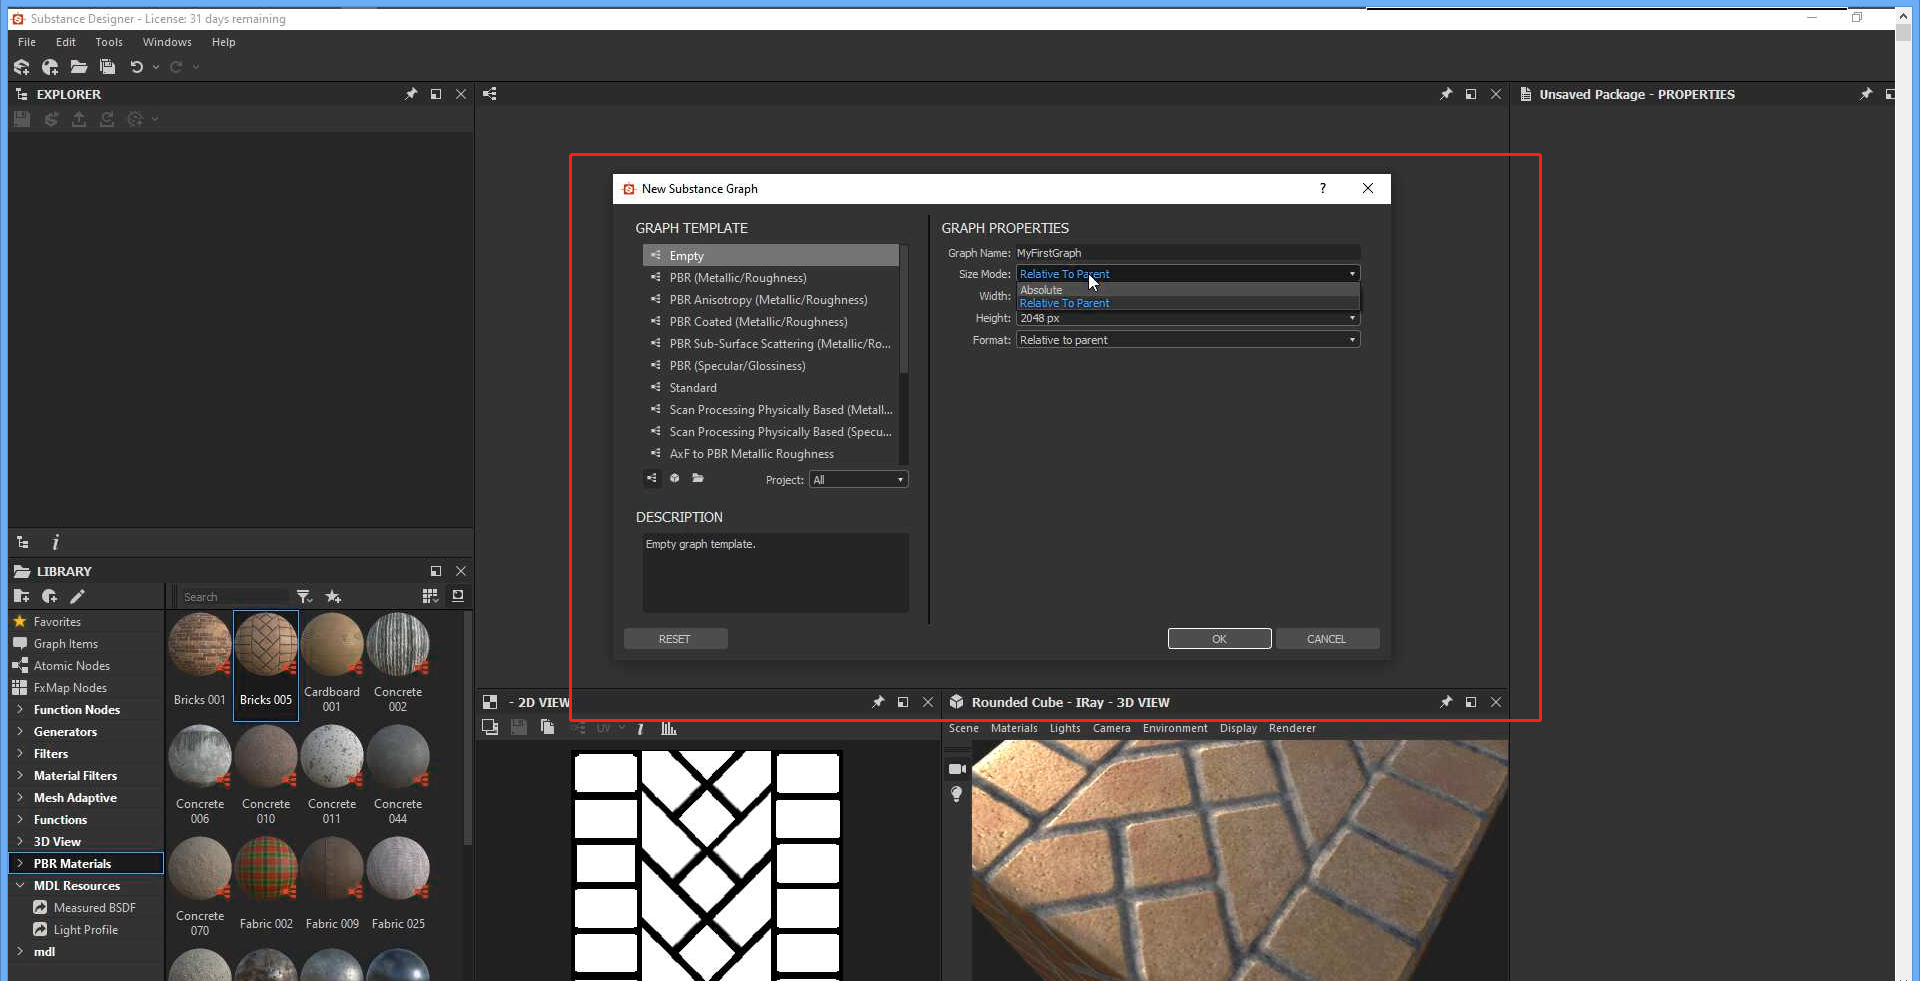 Substance Designer - License: 31 days remaining
File Edit Tools Windows Help
EXPLORER
Unsaved Package - PROPERTIES
New Substance Graph
?
GRAPH TEMPLATE
Empty
PBR (Metallic/Roughness)
PBR Anisotropy (Metallic/Roughness)
PBR Coated (Metallic/Roughness)
PBR Sub-Surface Scattering (Metallic/Ro...
PBR (Specular/Glossiness)
Standard
Scan Processing Physically Based (Metall...
Scan Processing Physically Based (Specu...
AxF to PBR Metallic Roughness
Project: All
DESCRIPTION
Empty graph template.
RESET
GRAPH PROPERTIES
Graph Name: MyFirstGraph
Size Mode: Relative To Parent
Absolute
Width:
Relative To Parent
Height: 2048 px
Format: Relative to parent
OK CANCEL
i
LIBRARY
Search
Favorites
Graph Items
Atomic Nodes
FxMap Nodes
Function Nodes
Generators
Filters
Material Filters
Mesh Adaptive
Functions
3D View
PBR Materials
MDL Resources
Measured BSDF
Light Profile
mdl
Bricks 001
Bricks 005
Cardboard
001
Concrete
002
Concrete
006
Concrete
010
Concrete
011
Concrete
044
Concrete
070
Fabric 002
Fabric 009
Fabric 025
- 2D VIEW
UV i
Rounded Cube - IRay - 3D VIEW
Scene Materials Lights Camera Environment Display Renderer